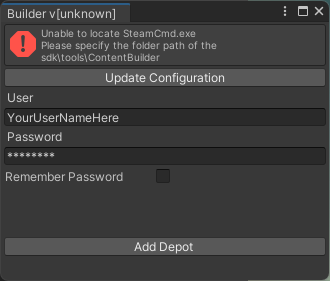 Builder v[unknown]
Unable to locate SteamCmd.exe
Please specify the folder path of the
sdk\tools\ContentBuilder
Update Configuration
User
YourUserNameHere
Password
********
Remember Password
Add Depot